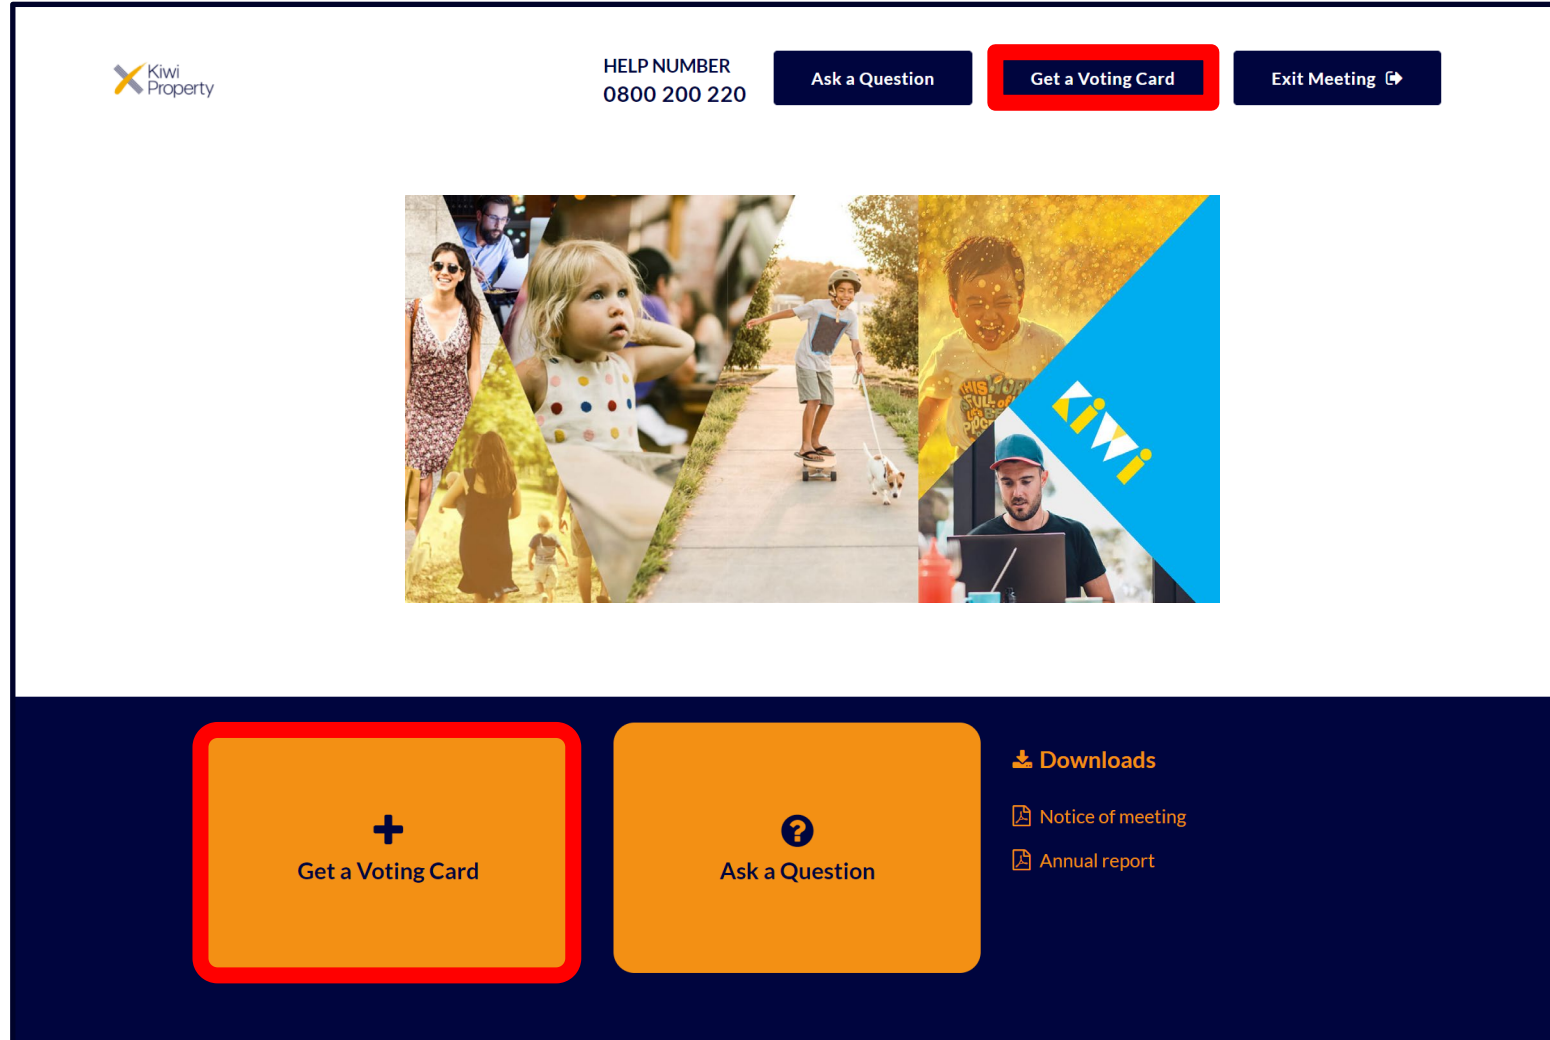 Kiwi
Property
HELP NUMBER
0800 200 220
Ask a Question
Get a Voting Card
Exit Meeting
KiWi
Get a Voting Card
Ask a Question
Downloads
Notice of meeting
Annual report